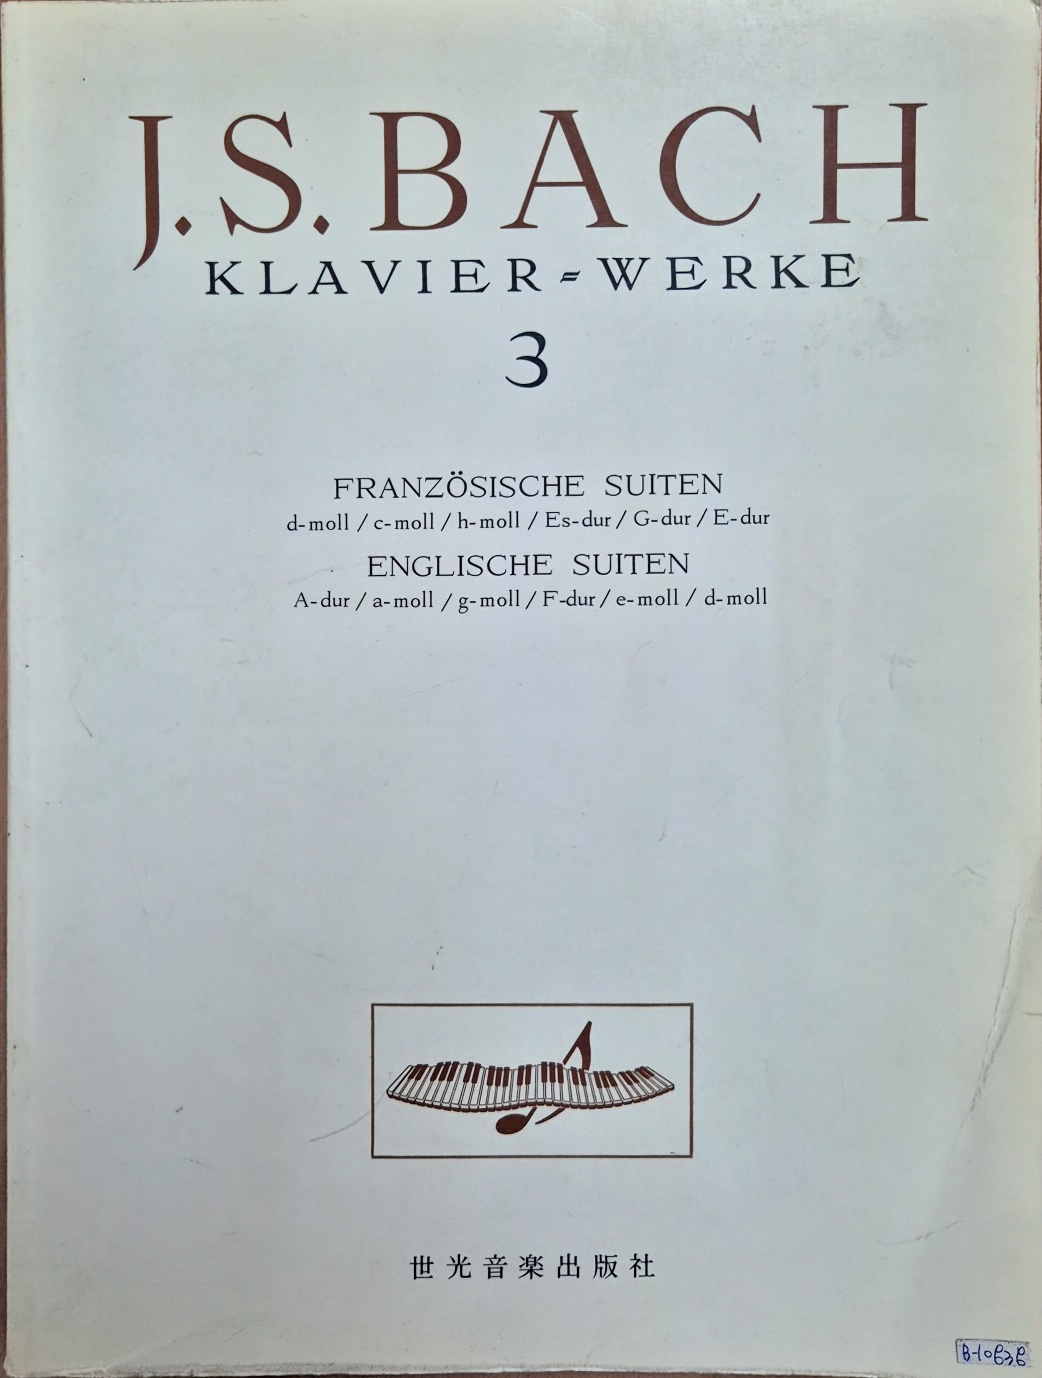 J.S. BACH
KLAVIER=WERKE
3
FRANZÖSISCHE SUITEN
d-moll / c-moll / h-moll / Es-dur / G-dur / E-dur
ENGLISCHE SUITEN
A-dur / a-moll / g-moll / F-dur / e-moll / d-moll
世光音楽出版社